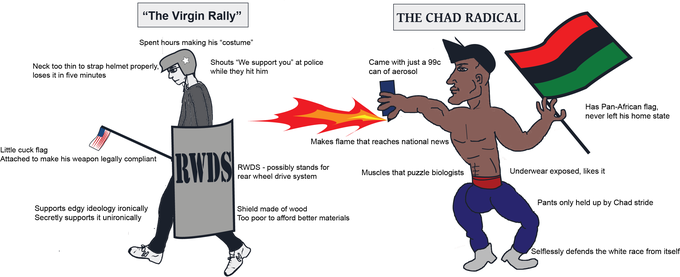 "The Virgin Rally"
Spent hours making his "costume"
Neck too thin to strap helmet properly,
loses it in five minutes
Shouts "We support you" at police
while they hit him
Little cuck flag
Attached to make his weapon legally compliant
RWDS
RWDS - possibly stands for
rear wheel drive system
Supports edgy ideology ironically
Secretly supports it unironically
Shield made of wood
Too poor to afford better materials
THE CHAD RADICAL
Came with just a 99c
can of aerosol
Has Pan-African flag,
never left his home state
Makes flame that reaches national news
Muscles that puzzle biologists
Underwear exposed, likes it
Pants only held up by Chad stride
Selflessly defends the white race from itself